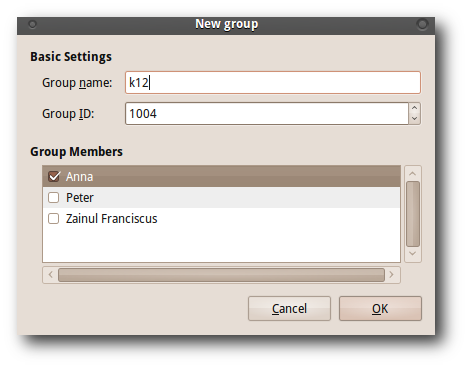 New group
Basic Settings
Group name: k12
Group ID: 1004
Group Members
Anna
Peter
Zainul Franciscus
Cancel OK